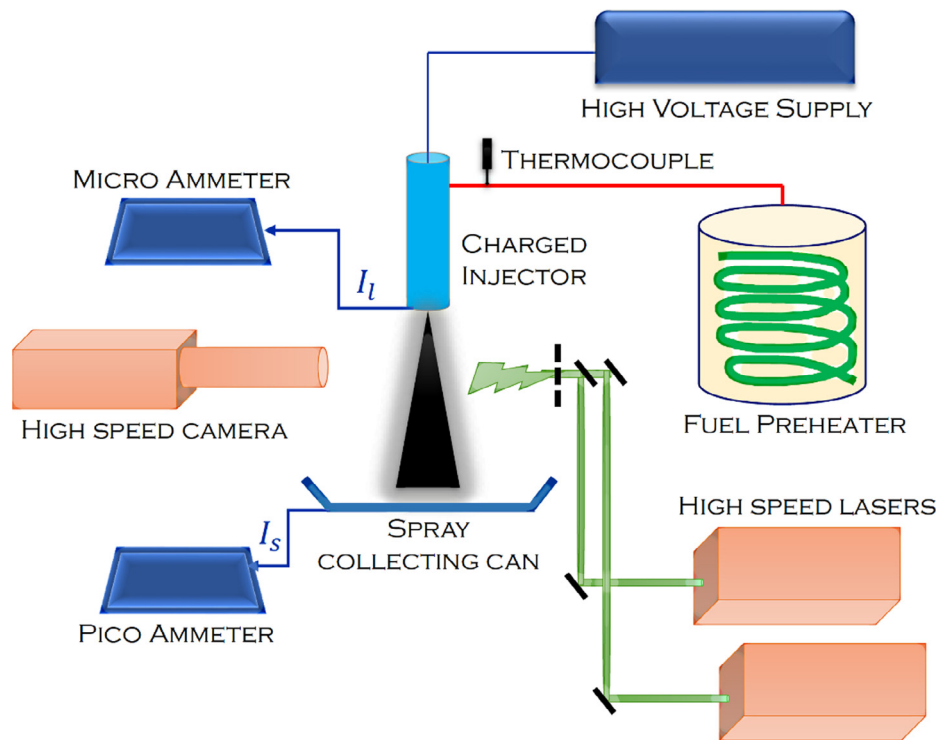 HIGH VOLTAGE SUPPLY
THERMOCOUPLE
MICRO AMMETER
CHARGED
INJECTOR
I_l
HIGH SPEED CAMERA
FUEL PREHEATER
HIGH SPEED LASERS
I_s
SPRAY
COLLECTING CAN
PICO AMMETER